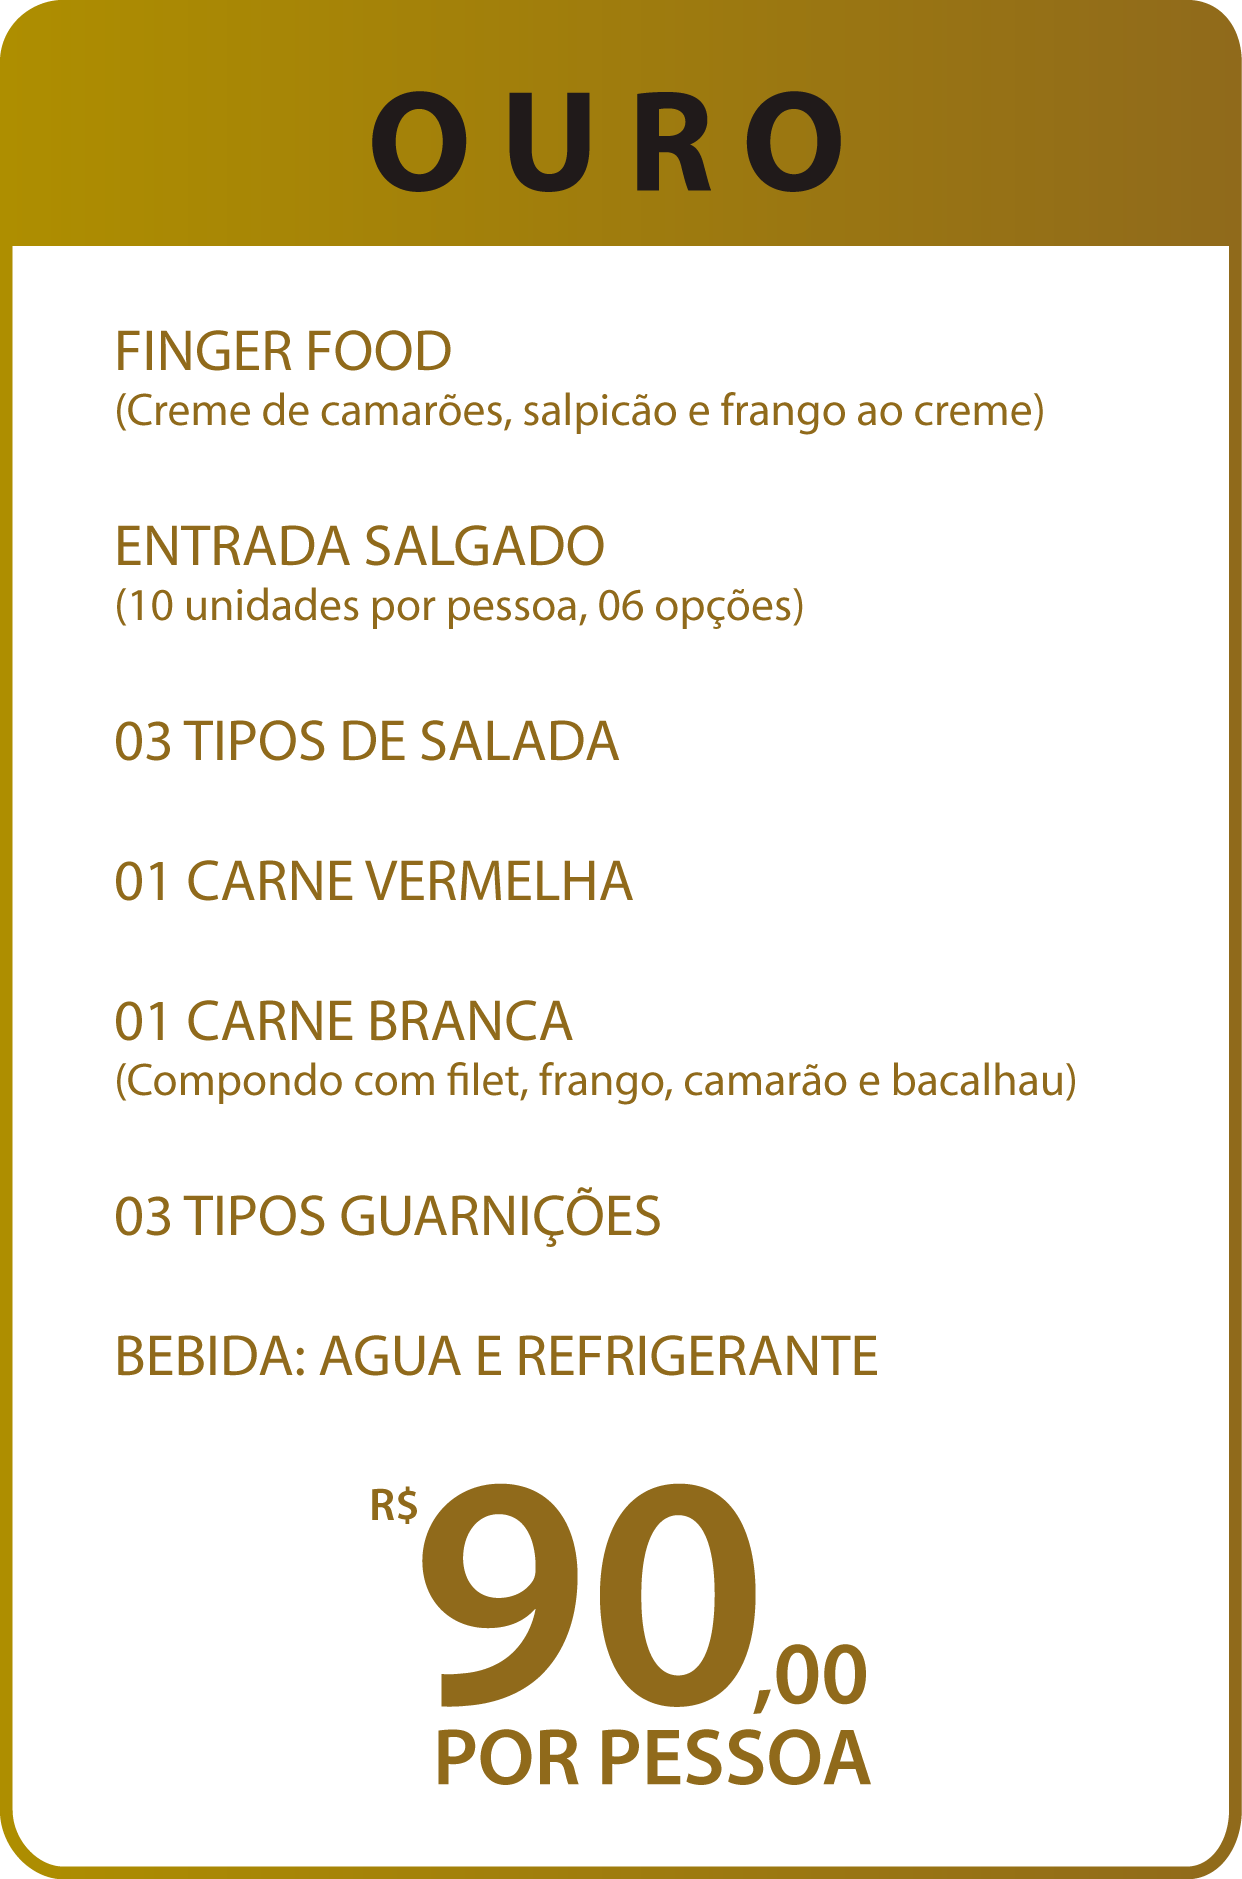 OURO
FINGER FOOD
(Creme de camarões, salpicão e frango ao creme)
ENTRADA SALGADO
(10 unidades por pessoa, 06 opções)
03 TIPOS DE SALADA
01 CARNE VERMELHA
01 CARNE BRANCA
(Compondo com filet, frango, camarão e bacalhau)
03 TIPOS GUARNIÇÕES
BEBIDA: AGUA E REFRIGERANTE
R$ 90,00
POR PESSOA